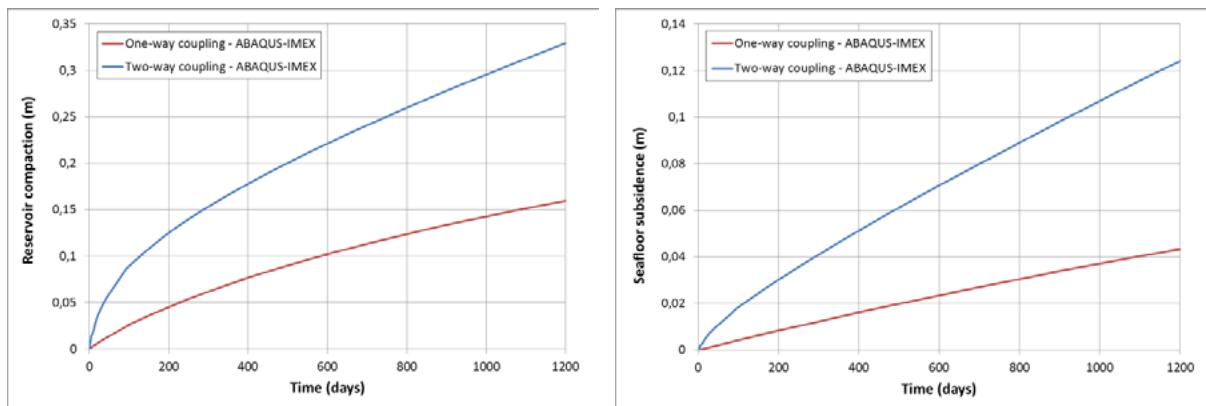 0,35
0,3
0,25
0,2
0,15
0,1
0,05
0
Reservoir compaction (m)
One-way coupling - ABAQUS-IMEX
Two-way coupling - ABAQUS-IMEX
0 200 400 600 800 1000 1200
Time (days)
0,14
0,12
0,1
0,08
0,06
0,04
0,02
0
Seafloor subsidence (m)
One-way coupling - ABAQUS-IMEX
Two-way coupling - ABAQUS-IMEX
0 200 400 600 800 1000 1200
Time (days)